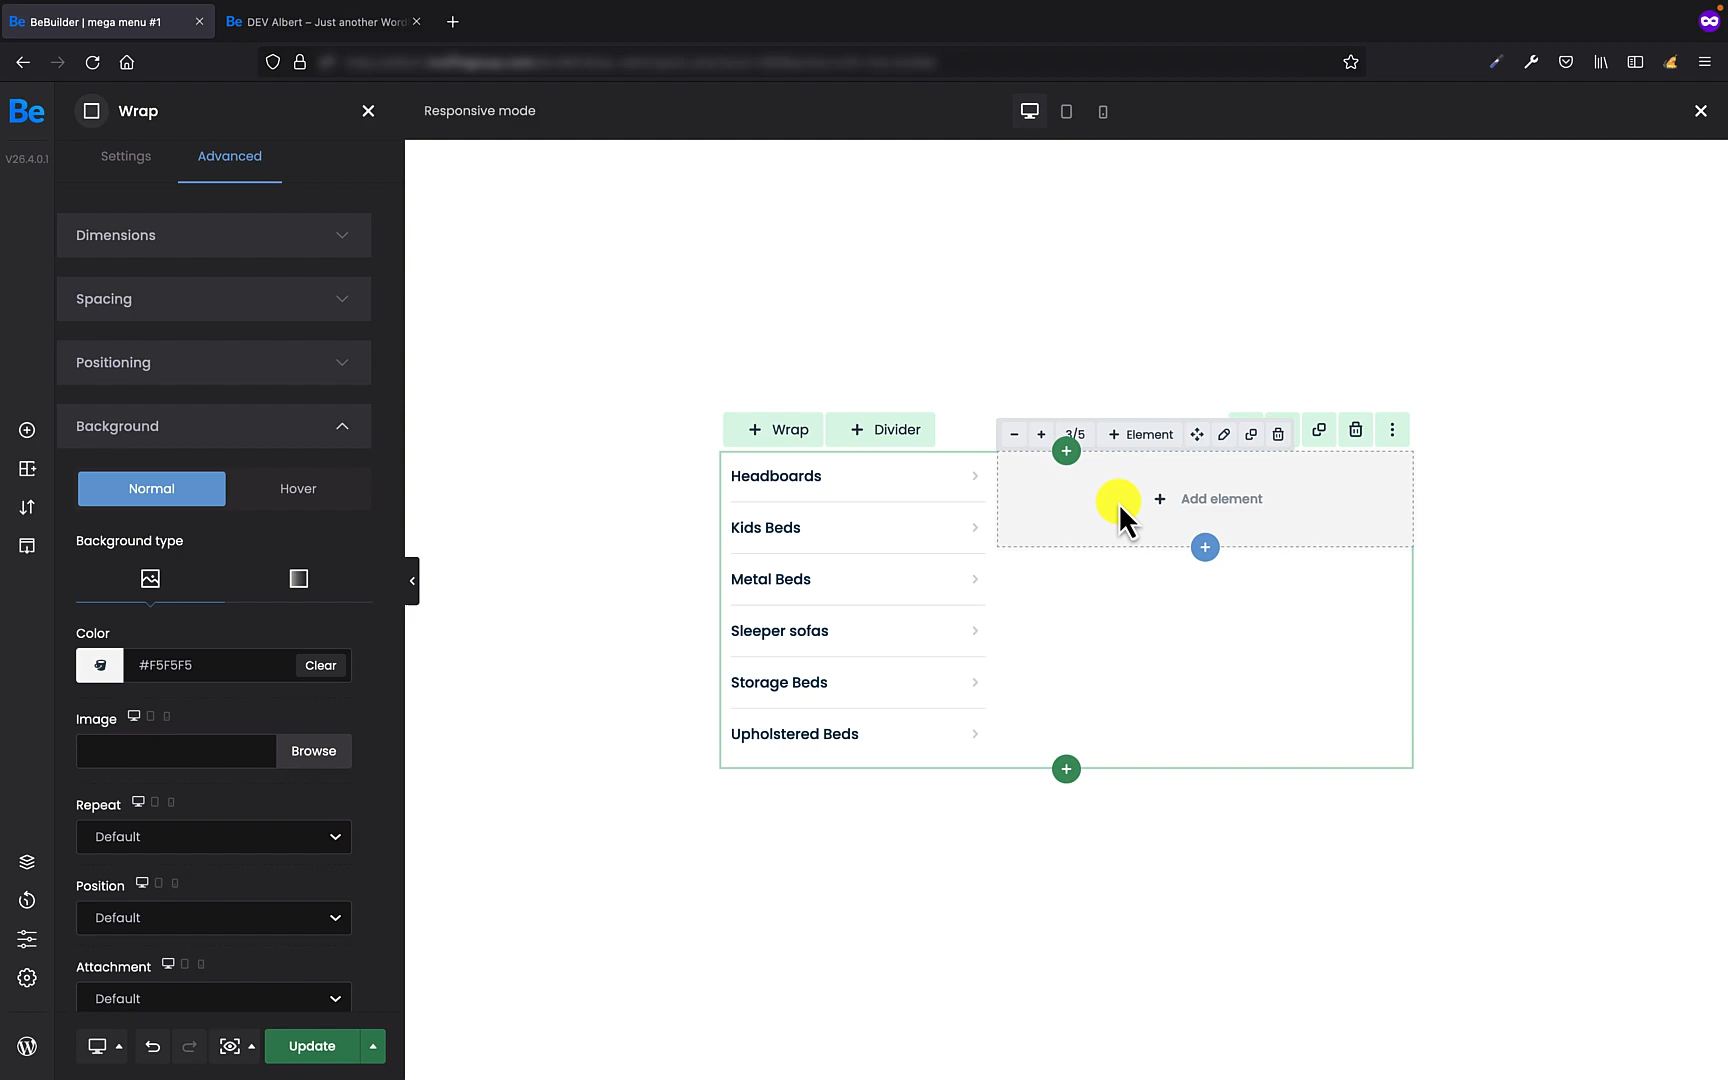 Be BeBuilder | mega menu #1
Be DEV Albert – Just another Word
Be
V26.4.0.1
Wrap
Responsive mode
Settings
Advanced
Dimensions
Spacing
Positioning
Background
Normal
Hover
Background type
Color
#F5F5F5
Clear
Image
Browse
Repeat
Default
Position
Default
Attachment
Default
Update
+ Wrap
+ Divider
- + 3/5 + Element
+ Add element
Headboards
Kids Beds
Metal Beds
Sleeper sofas
Storage Beds
Upholstered Beds